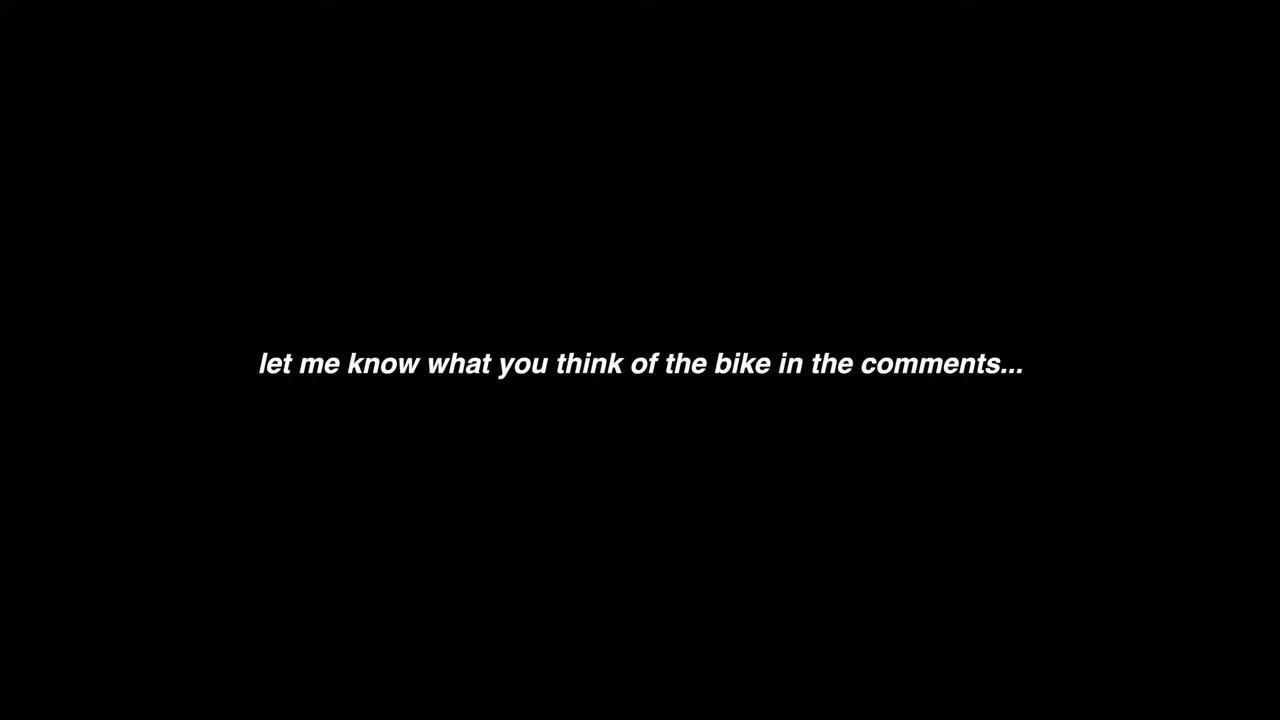 let me know what you think of the bike in the comments...